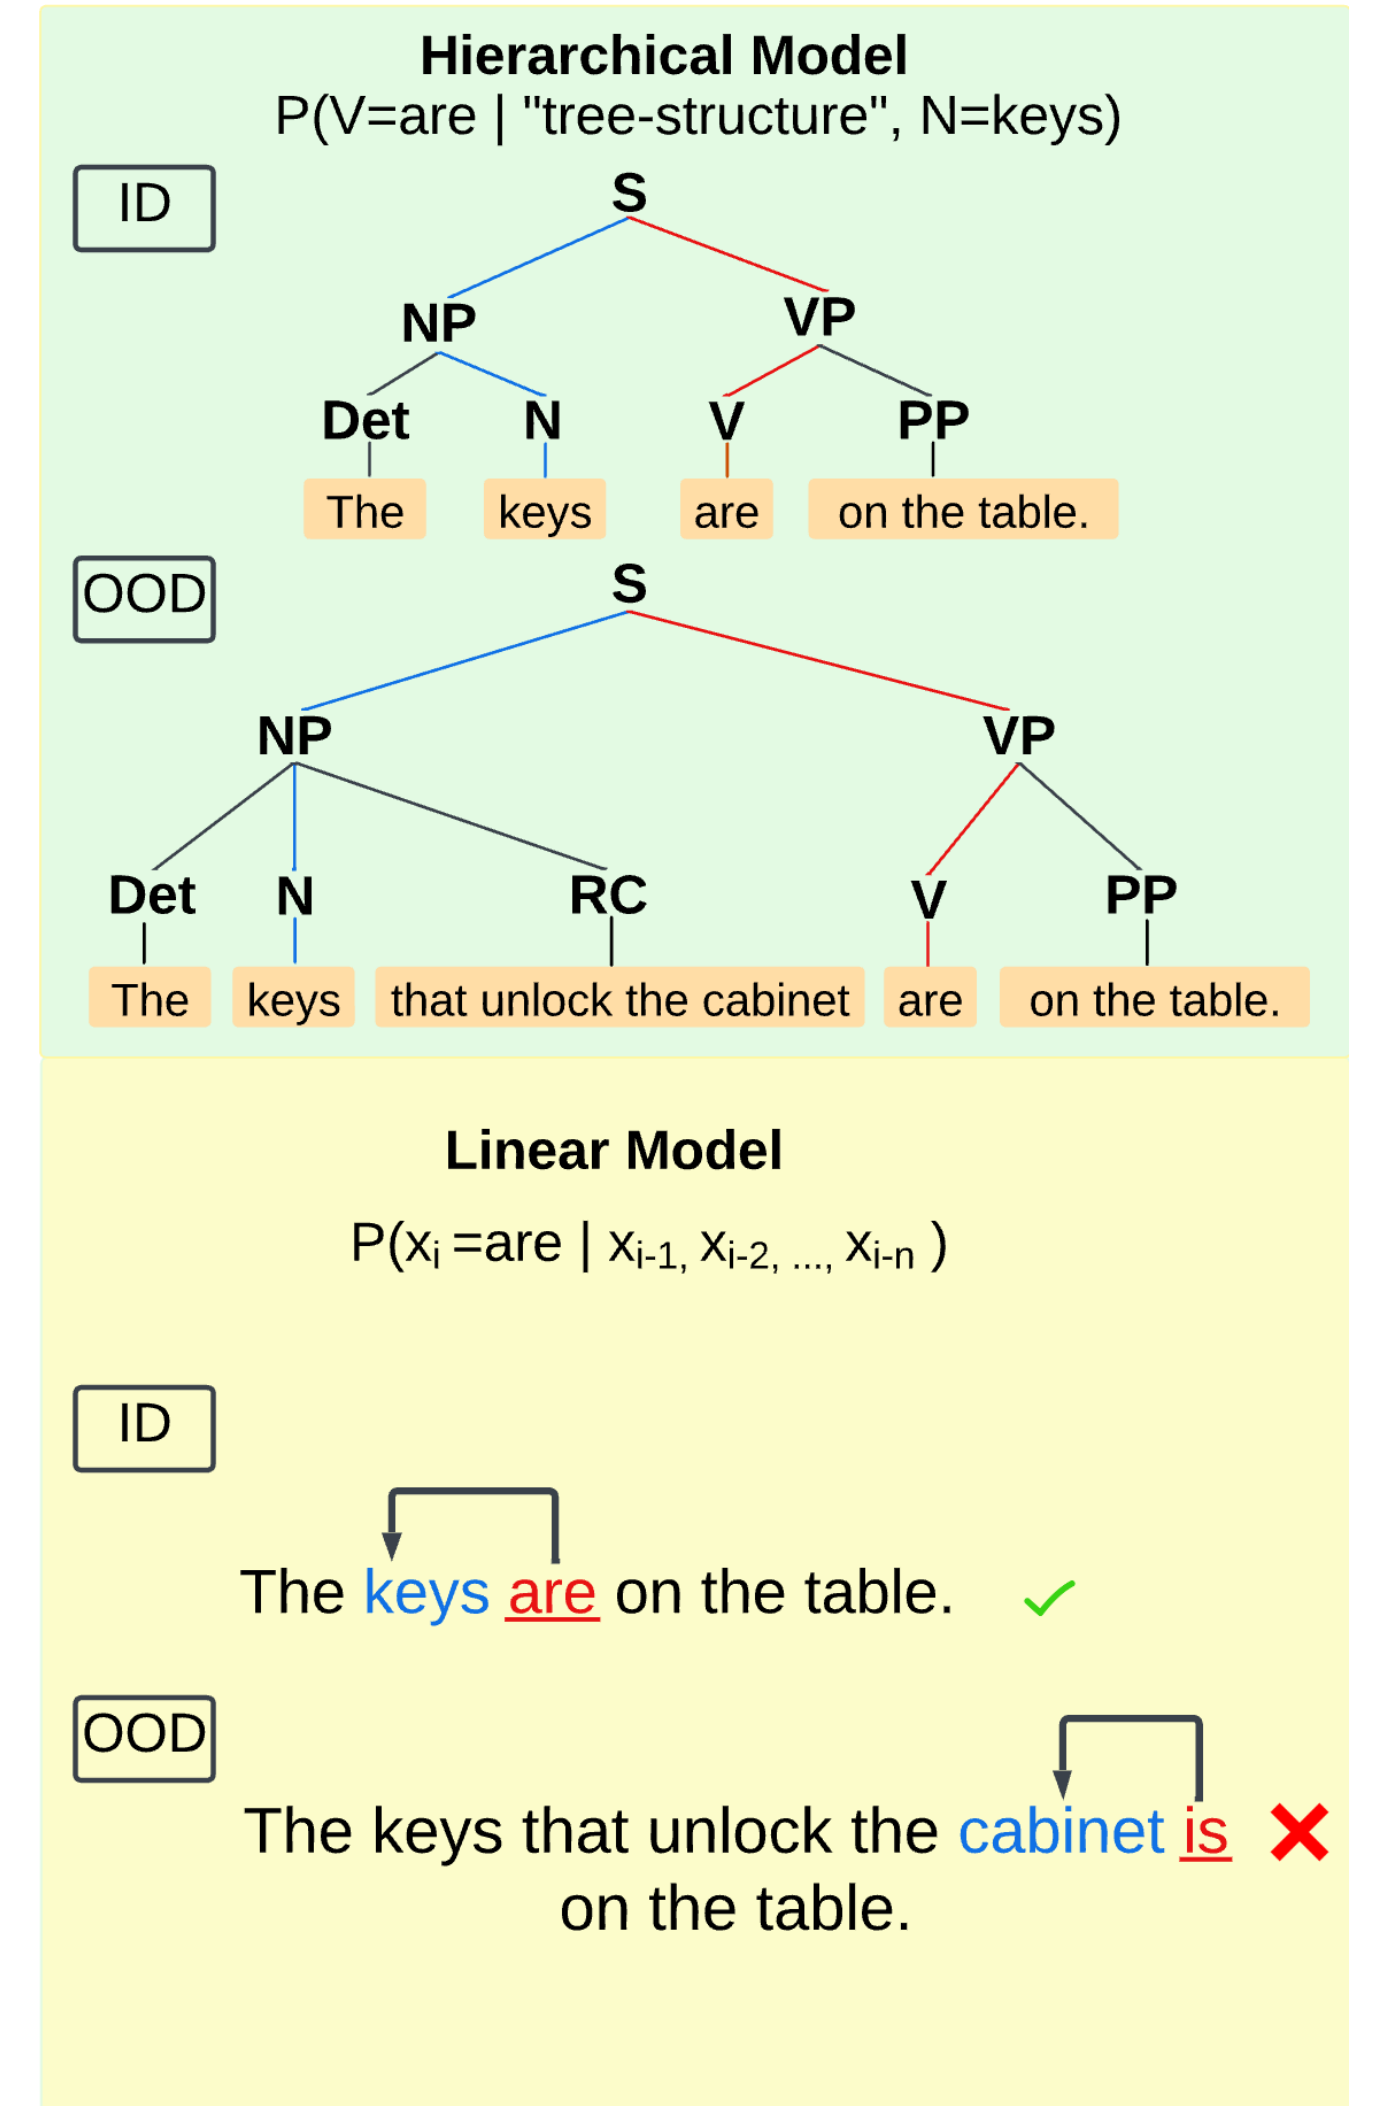 Hierarchical Model
P(V=are | "tree-structure", N=keys)
ID
S
NP VP
Det N V PP
The keys are on the table.
OOD
S
NP VP
Det N RC V PP
The keys that unlock the cabinet are on the table.
Linear Model
P(xi =are | xi-1, xi-2, ..., xi-n )
ID
The keys are on the table.
OOD
The keys that unlock the cabinet is
on the table.